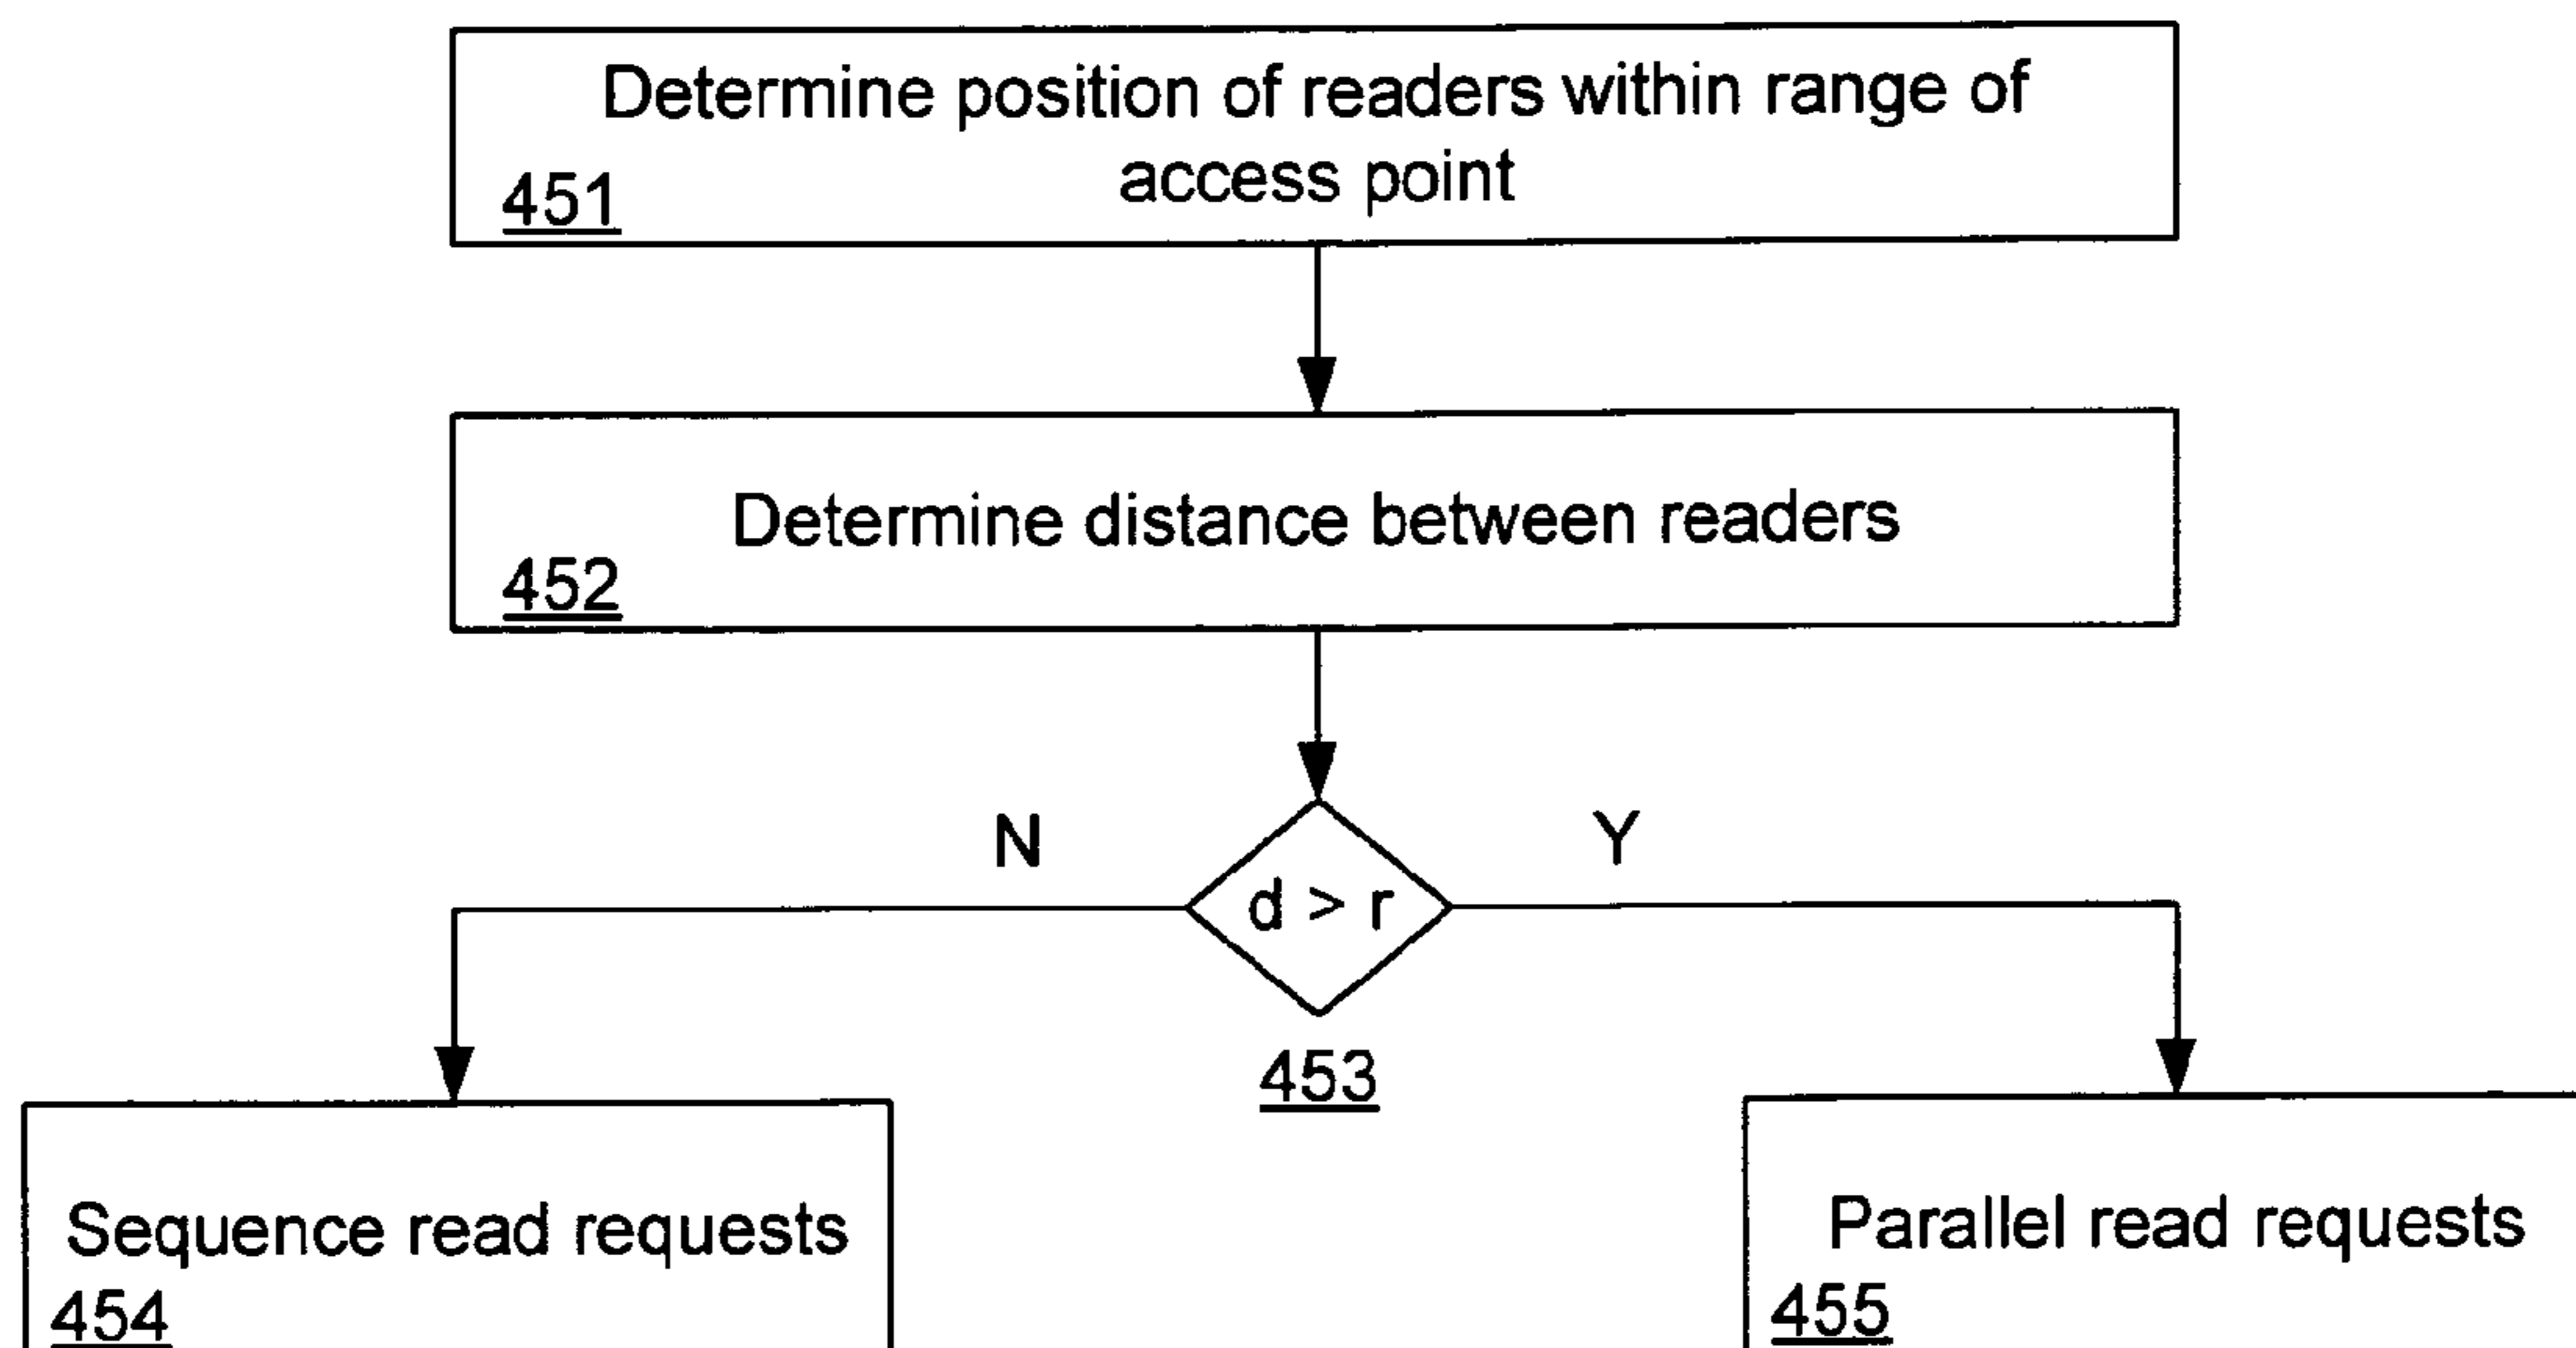 Determine position of readers within range of
access point
451
Determine distance between readers
452
N
Y
d > r
453
Sequence read requests
454
Parallel read requests
455